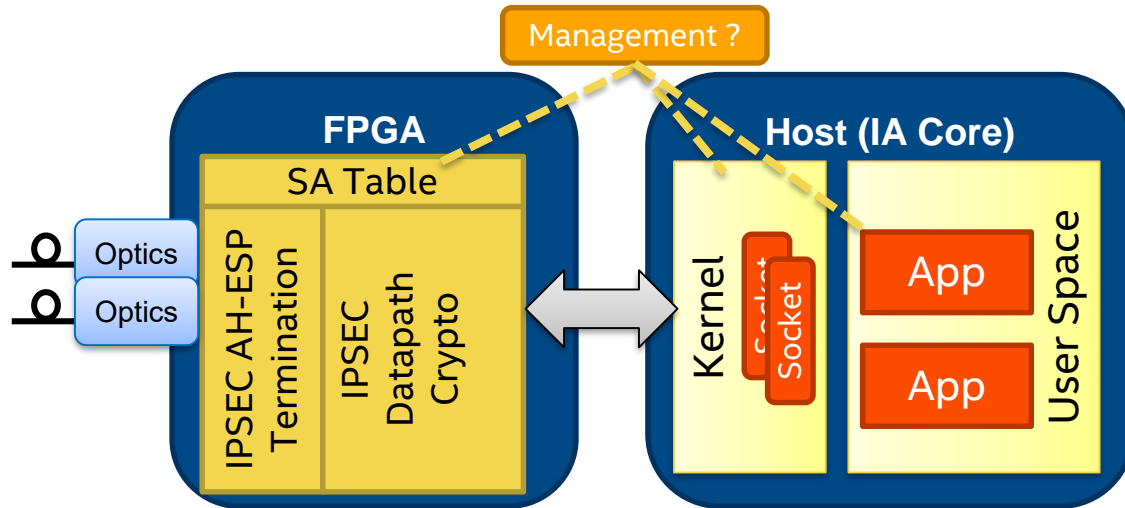 Management ?
FPGA
SA Table
Optics
Optics
IPSEC AH-ESP
Termination
IPSEC
Datapath
Crypto
Host (IA Core)
Kernel
Socket
Socket
App
App
User Space